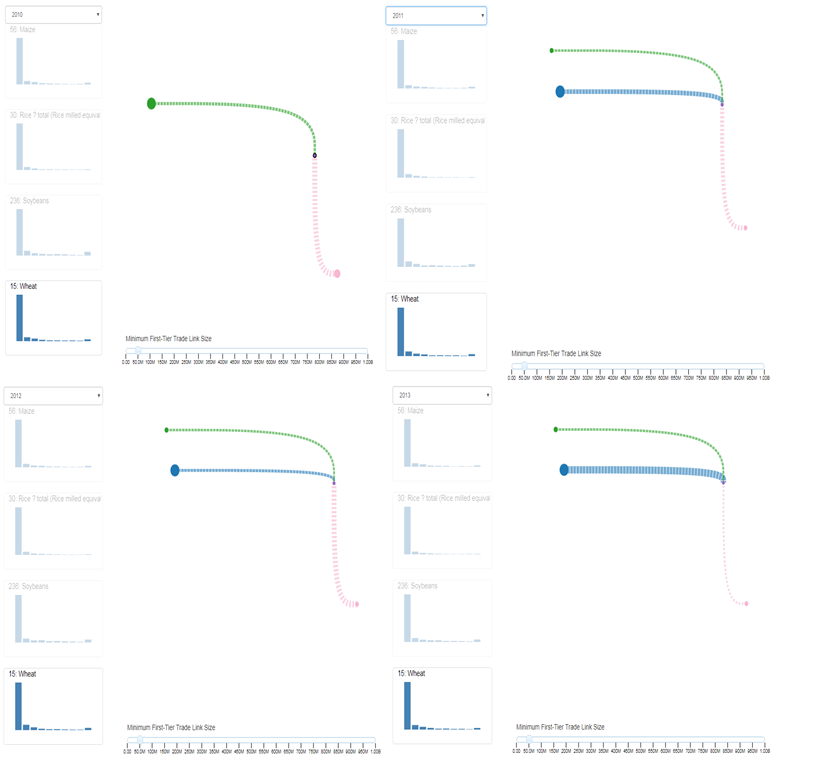 2010
56: Maize
30: Rice ? total (Rice milled equival
236: Soybeans
15: Wheat
Minimum First-Tier Trade Link Size
0.00 50.0M 100M 150M 200M 250M 300M 350M 400M 450M 500M 550M 600M 650M 700M 750M 800M 850M 900M 950M 1.00B
2011
56: Maize
30: Rice ? total (Rice milled equival
236: Soybeans
15: Wheat
Minimum First-Tier Trade Link Size
0.00 50.0M 100M 150M 200M 250M 300M 350M 400M 450M 500M 550M 600M 650M 700M 750M 800M 850M 900M 950M 1.00B
2012
56: Maize
30: Rice ? total (Rice milled equival
236: Soybeans
15: Wheat
Minimum First-Tier Trade Link Size
0.00 50.0M 100M 150M 200M 250M 300M 350M 400M 450M 500M 550M 600M 650M 700M 750M 800M 850M 900M 950M 1.00B
2013
56: Maize
30: Rice ? total (Rice milled equival
236: Soybeans
15: Wheat
Minimum First-Tier Trade Link Size
0.00 50.0M 100M 150M 200M 250M 300M 350M 400M 450M 500M 550M 600M 650M 700M 750M 800M 850M 900M 950M 1.00B